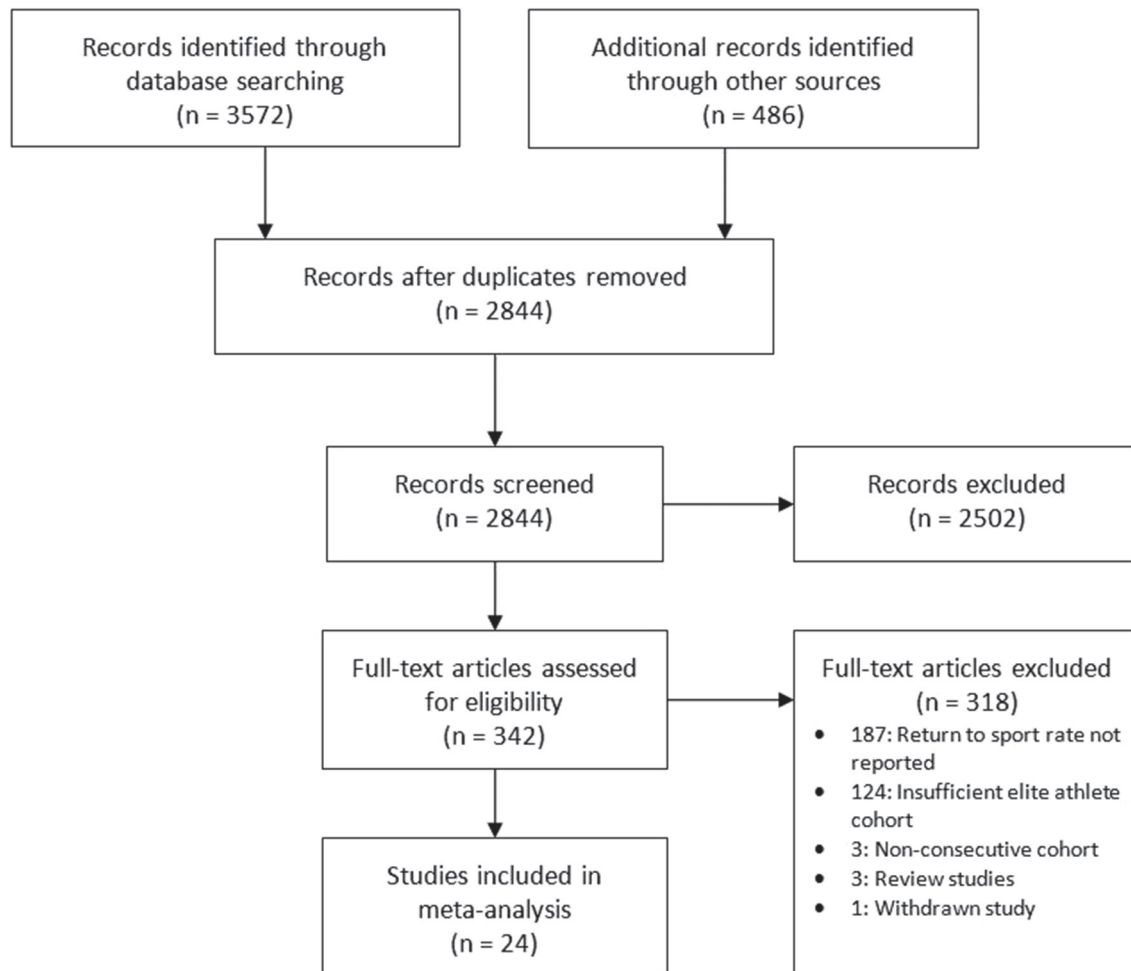 Records identified through
database searching
(n = 3572)
Additional records identified
through other sources
(n = 486)
Records after duplicates removed
(n = 2844)
Records screened
(n = 2844)
Records excluded
(n = 2502)
Full-text articles assessed
for eligibility
(n = 342)
Full-text articles excluded
(n = 318)
• 187: Return to sport rate not
reported
• 124: Insufficient elite athlete
cohort
• 3: Non-consecutive cohort
• 3: Review studies
• 1: Withdrawn study
Studies included in
meta-analysis
(n = 24)